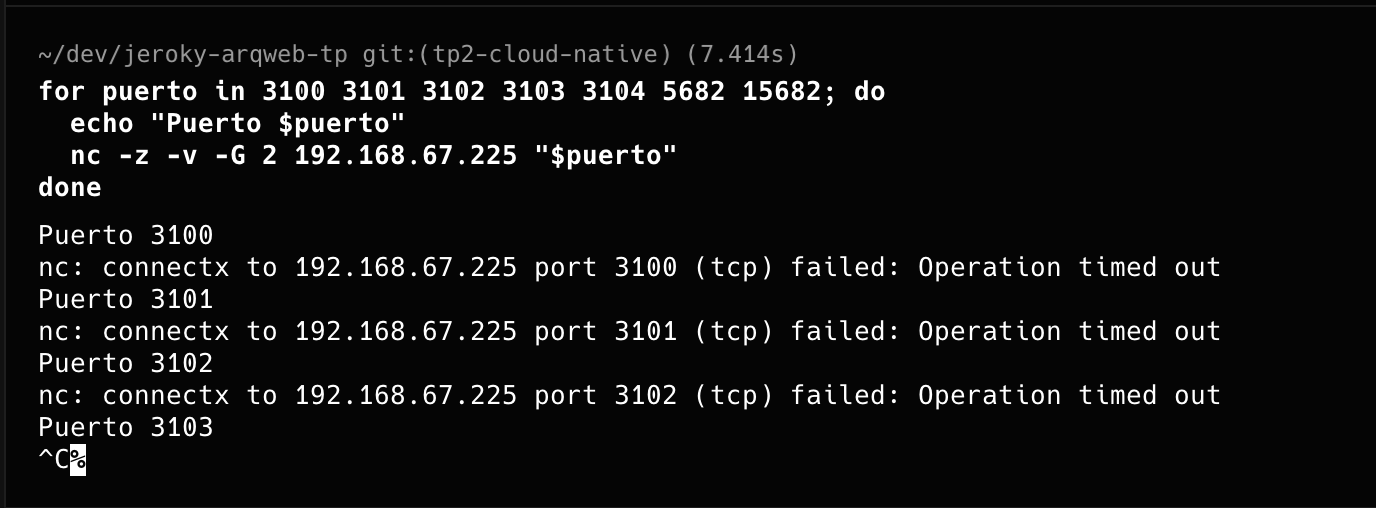 ~/dev/jeroky-arqweb-tp git:(tp2-cloud-native) (7.414s)
for puerto in 3100 3101 3102 3103 3104 5682 15682; do
  echo "Puerto $puerto"
  nc -z -v -G 2 192.168.67.225 "$puerto"
done
Puerto 3100
nc: connectx to 192.168.67.225 port 3100 (tcp) failed: Operation timed out
Puerto 3101
nc: connectx to 192.168.67.225 port 3101 (tcp) failed: Operation timed out
Puerto 3102
nc: connectx to 192.168.67.225 port 3102 (tcp) failed: Operation timed out
Puerto 3103
^C%